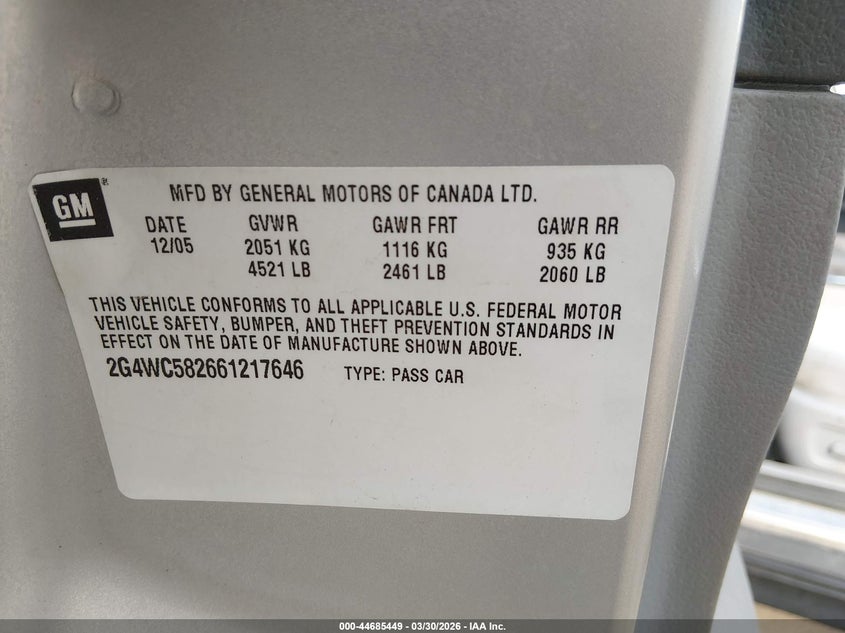 GM
MFD BY GENERAL MOTORS OF CANADA LTD.
DATE GVWR GAWR FRT GAWR RR
12/05 2051 KG 1116 KG 935 KG
4521 LB 2461 LB 2060 LB
THIS VEHICLE CONFORMS TO ALL APPLICABLE U.S. FEDERAL MOTOR
VEHICLE SAFETY, BUMPER, AND THEFT PREVENTION STANDARDS IN
EFFECT ON THE DATE OF MANUFACTURE SHOWN ABOVE.
2G4WC582661217646 TYPE: PASS CAR
000-44685449 - 03/30/2026 - IAA Inc.